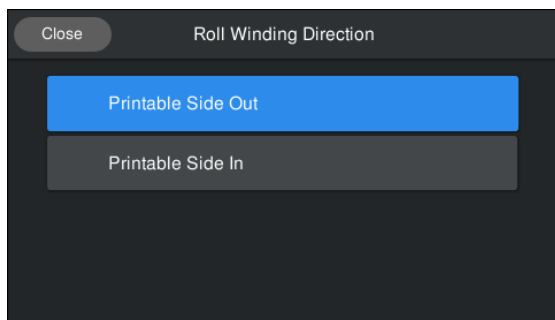 Close
Roll Winding Direction
Printable Side Out
Printable Side In